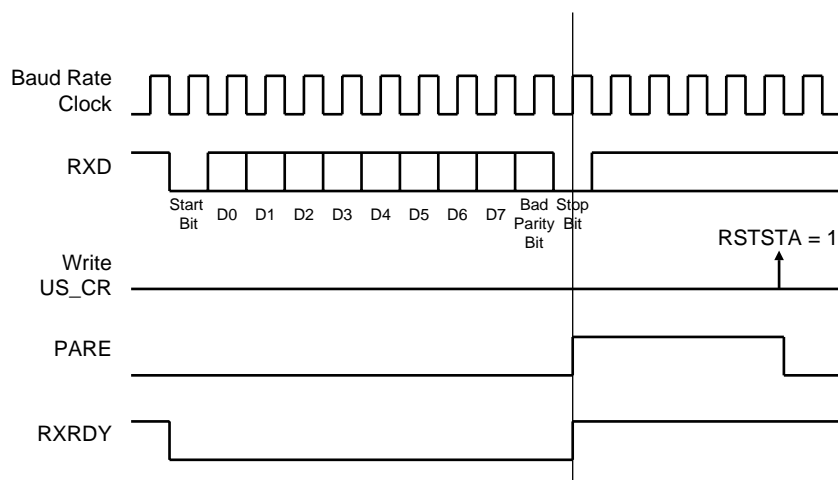 Baud Rate
Clock
RXD
Start
Bit
D0
D1
D2
D3
D4
D5
D6
D7
Bad
Parity
Bit
Stop
Bit
RSTSTA = 1
Write
US_CR
PARE
RXRDY